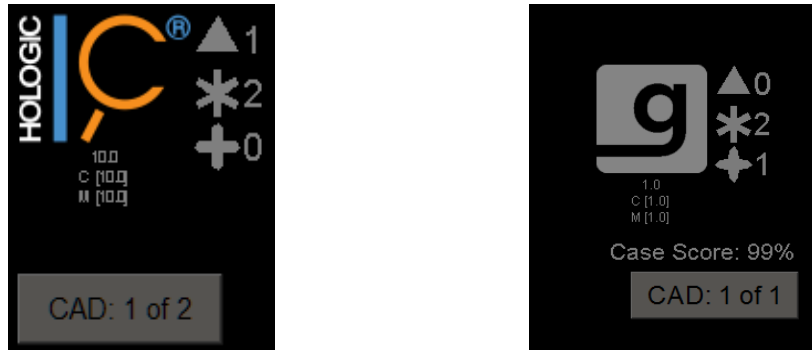 HOLOGIC
C®
1
2
0
10.0
C [10.0]
M [10.0]
CAD: 1 of 2
g
0
2
1
1.0
C [1.0]
M [1.0]
Case Score: 99%
CAD: 1 of 1